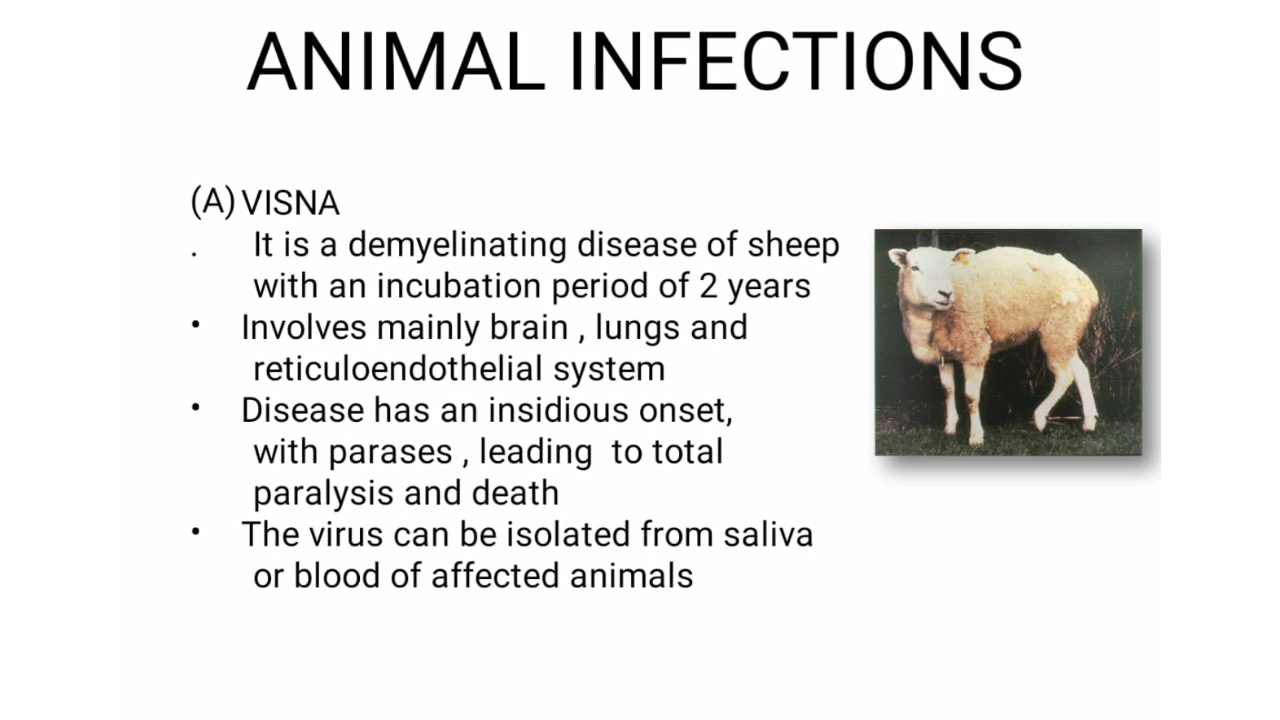 ANIMAL INFECTIONS
(A) VISNA
. It is a demyelinating disease of sheep
with an incubation period of 2 years
• Involves mainly brain , lungs and
reticuloendothelial system
• Disease has an insidious onset,
with parases , leading to total
paralysis and death
• The virus can be isolated from saliva
or blood of affected animals